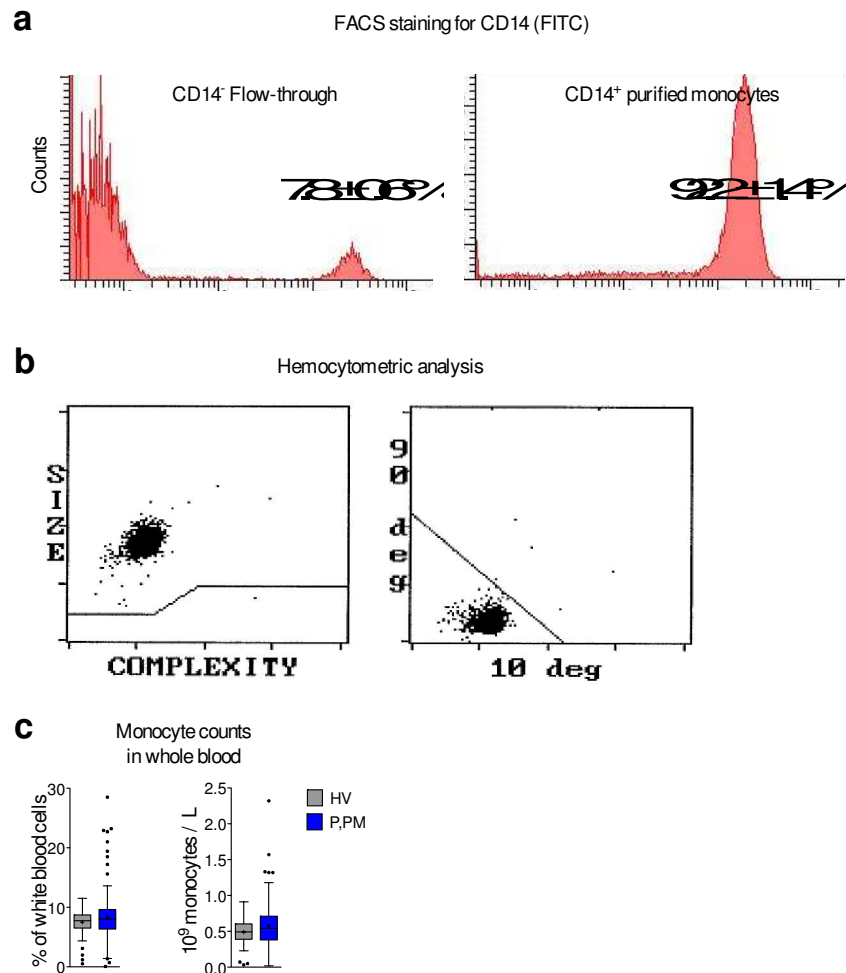 a
FACS staining for CD14 (FITC)
CD14⁻ Flow-through
CD14⁺ purified monocytes
Counts
b
Hemocytometric analysis
SIZE
COMPLEXITY
90 deg
10 deg
c
Monocyte counts
in whole blood
% of white blood cells
30
20
10
0
10⁹ monocytes / L
2.5
2.0
1.5
1.0
0.5
0.0
HV
P,PM